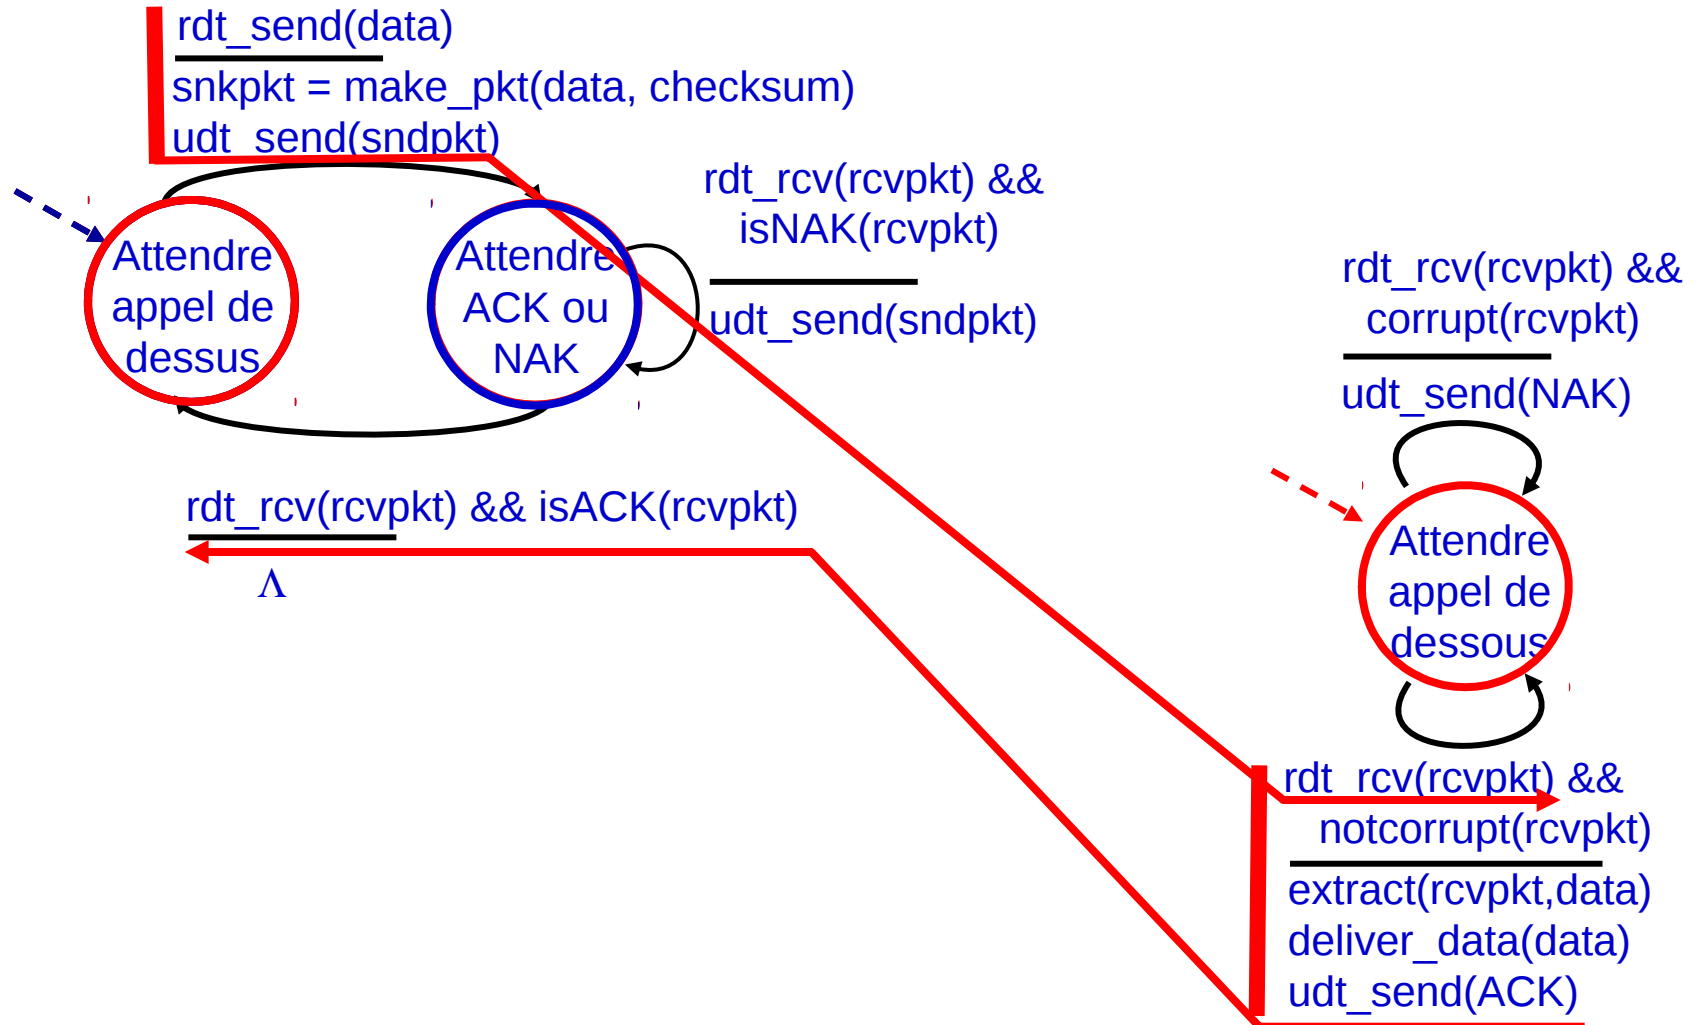 rdt_send(data)
snkpkt = make_pkt(data, checksum)
udt_send(sndpkt)
rdt_rcv(rcvpkt) &&
isNAK(rcvpkt)
udt_send(sndpkt)
Attendre
appel de
dessus
Attendre
ACK ou
NAK
rdt_rcv(rcvpkt) && isACK(rcvpkt)
Λ
rdt_rcv(rcvpkt) &&
corrupt(rcvpkt)
udt_send(NAK)
Attendre
appel de
dessous
rdt_rcv(rcvpkt) &&
notcorrupt(rcvpkt)
extract(rcvpkt,data)
deliver_data(data)
udt_send(ACK)